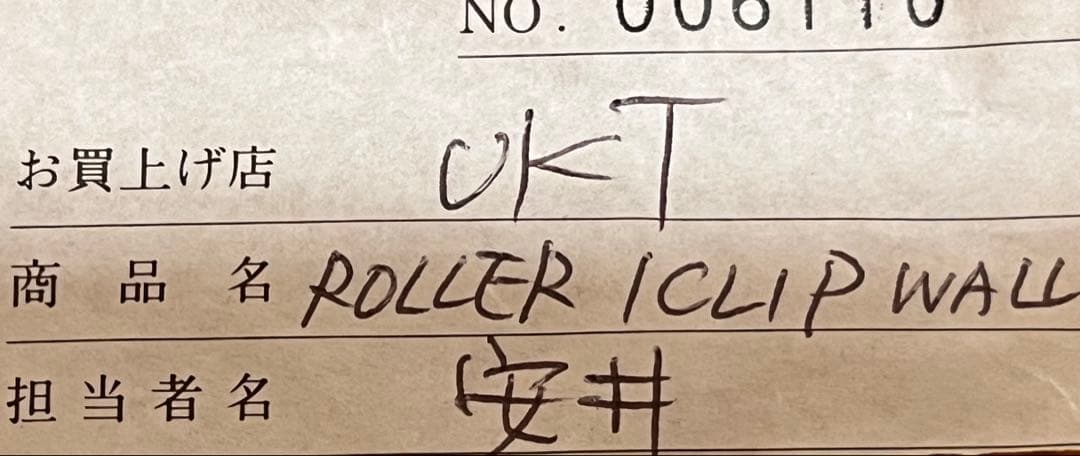 NO. 006110
お買上げ店 UKT
商品名 ROLLER ICLIP WALL
担当者名 安井